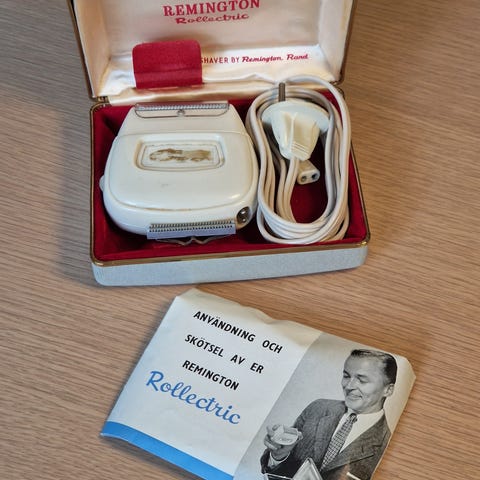 REMINGTON
Rollectric
SHAVER BY Remington Rand
ANVÄNDNING OCH
SKÖTSEL AV ER
REMINGTON
Rollectric